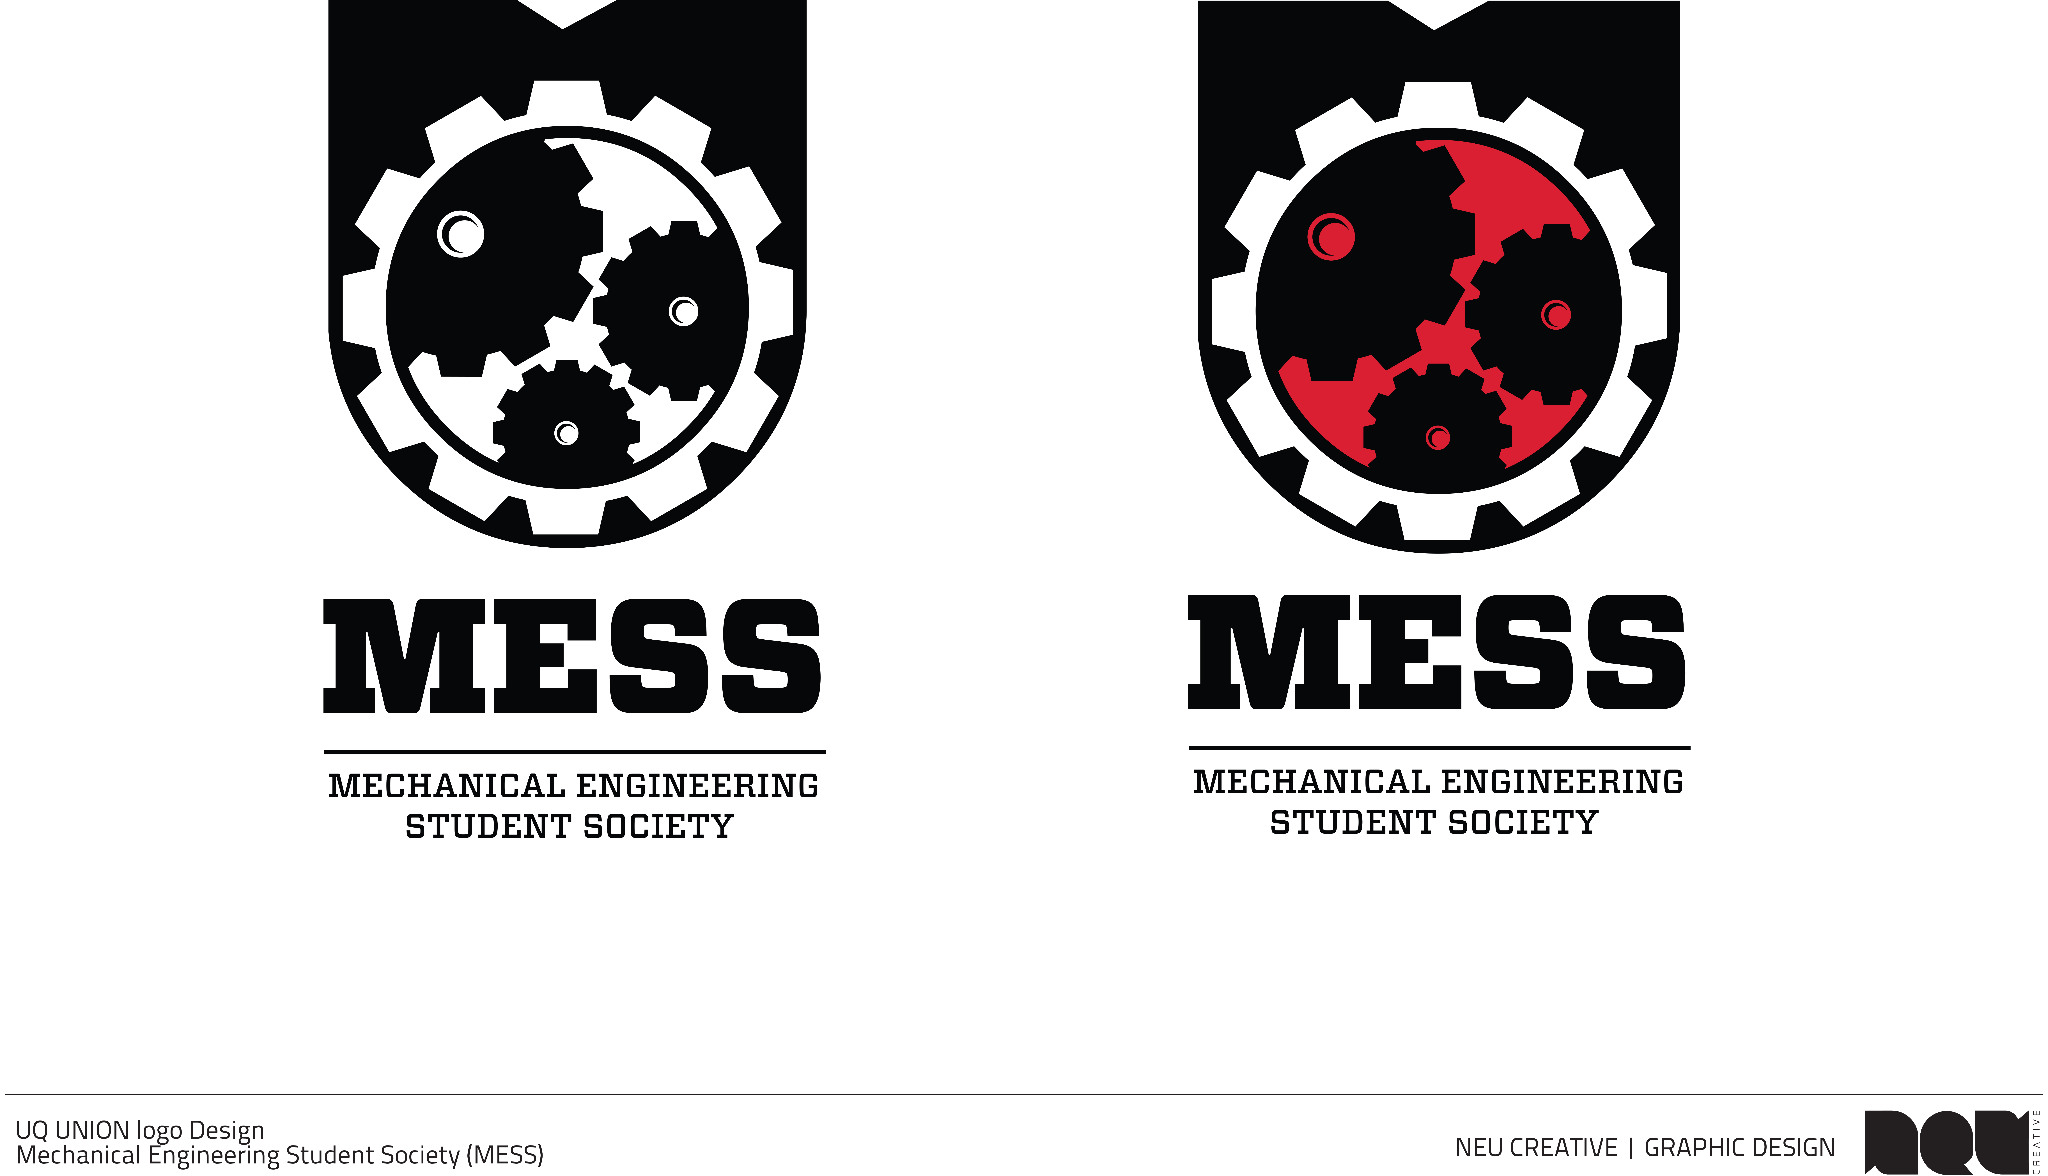 MESS
MECHANICAL ENGINEERING
STUDENT SOCIETY
MESS
MECHANICAL ENGINEERING
STUDENT SOCIETY
UQ UNION logo Design
Mechanical Engineering Student Society (MESS)
NEU CREATIVE | GRAPHIC DESIGN
CREATIVE